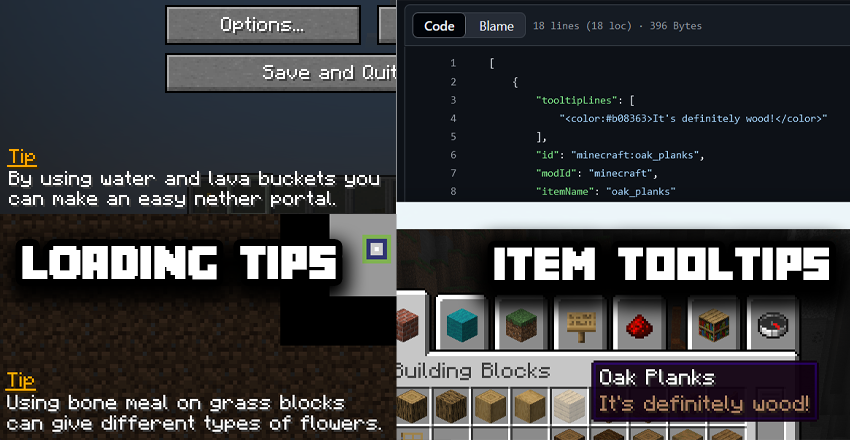 Options...
Save and Quit
Tip
By using water and lava buckets you
can make an easy nether portal.
LOADING TIPS
Tip
Using bone meal on grass blocks
can give different types of flowers.
Code Blame 18 lines (18 loc) · 396 Bytes
1 [
2 {
3 "tooltipLines": [
4 "<color:#b08363>It's definitely wood!</color>"
5 ],
6 "id": "minecraft:oak_planks",
7 "modId": "minecraft",
8 "itemName": "oak_planks"
ITEM TOOLTIPS
Building Blocks
Oak Planks
It's definitely wood!